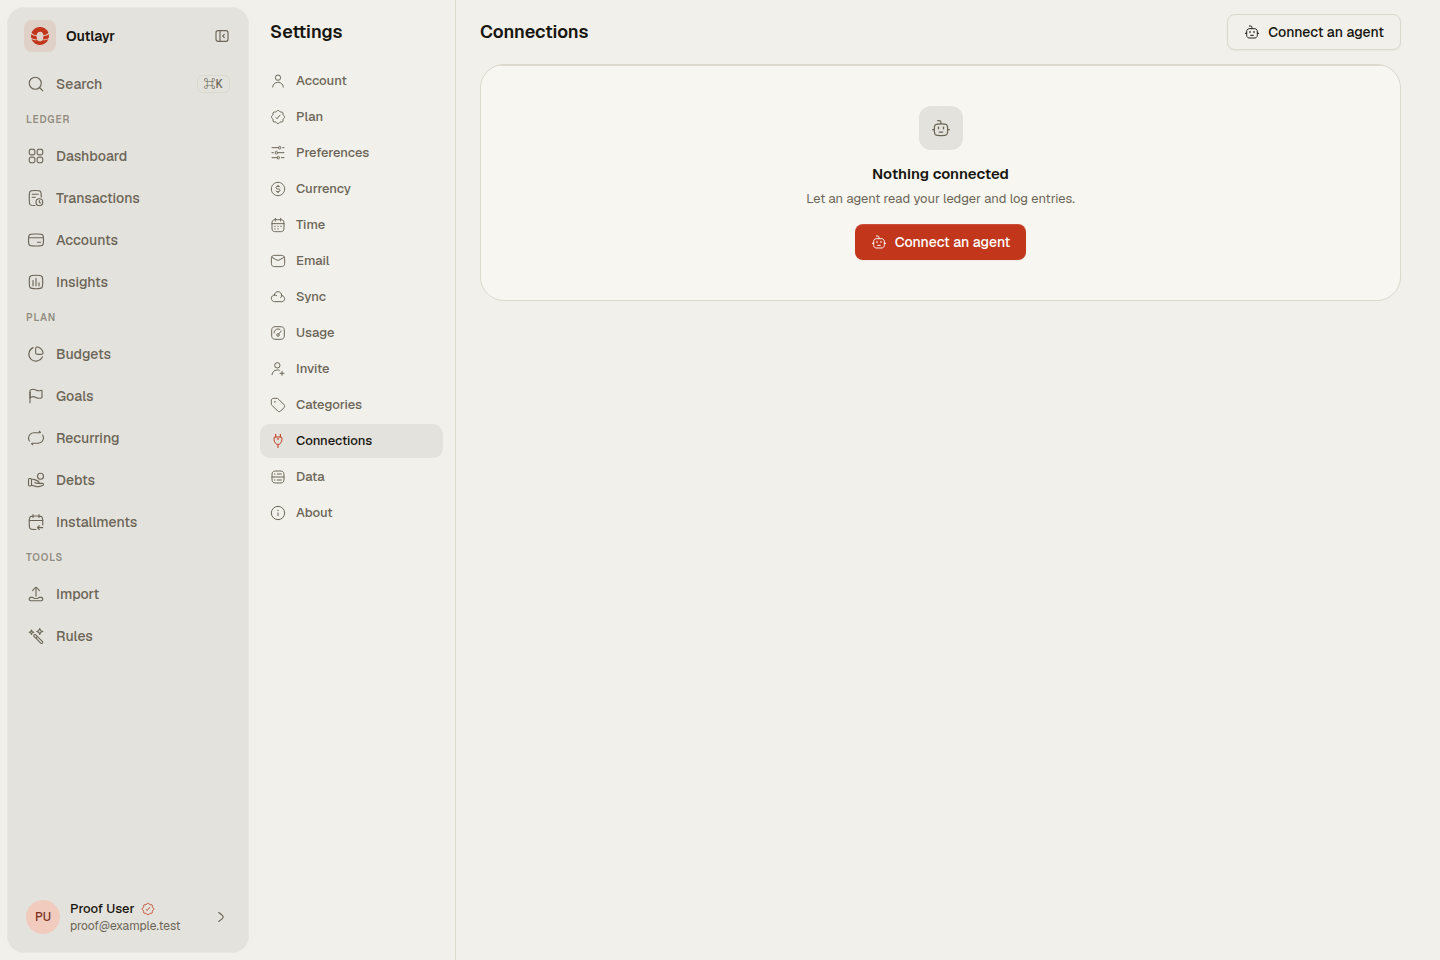 Outlayr
Search
⌘K
LEDGER
Dashboard
Transactions
Accounts
Insights
PLAN
Budgets
Goals
Recurring
Debts
Installments
TOOLS
Import
Rules
PU
Proof User
proof@example.test
Settings
Account
Plan
Preferences
Currency
Time
Email
Sync
Usage
Invite
Categories
Connections
Data
About
Connections
Connect an agent
Nothing connected
Let an agent read your ledger and log entries.
Connect an agent